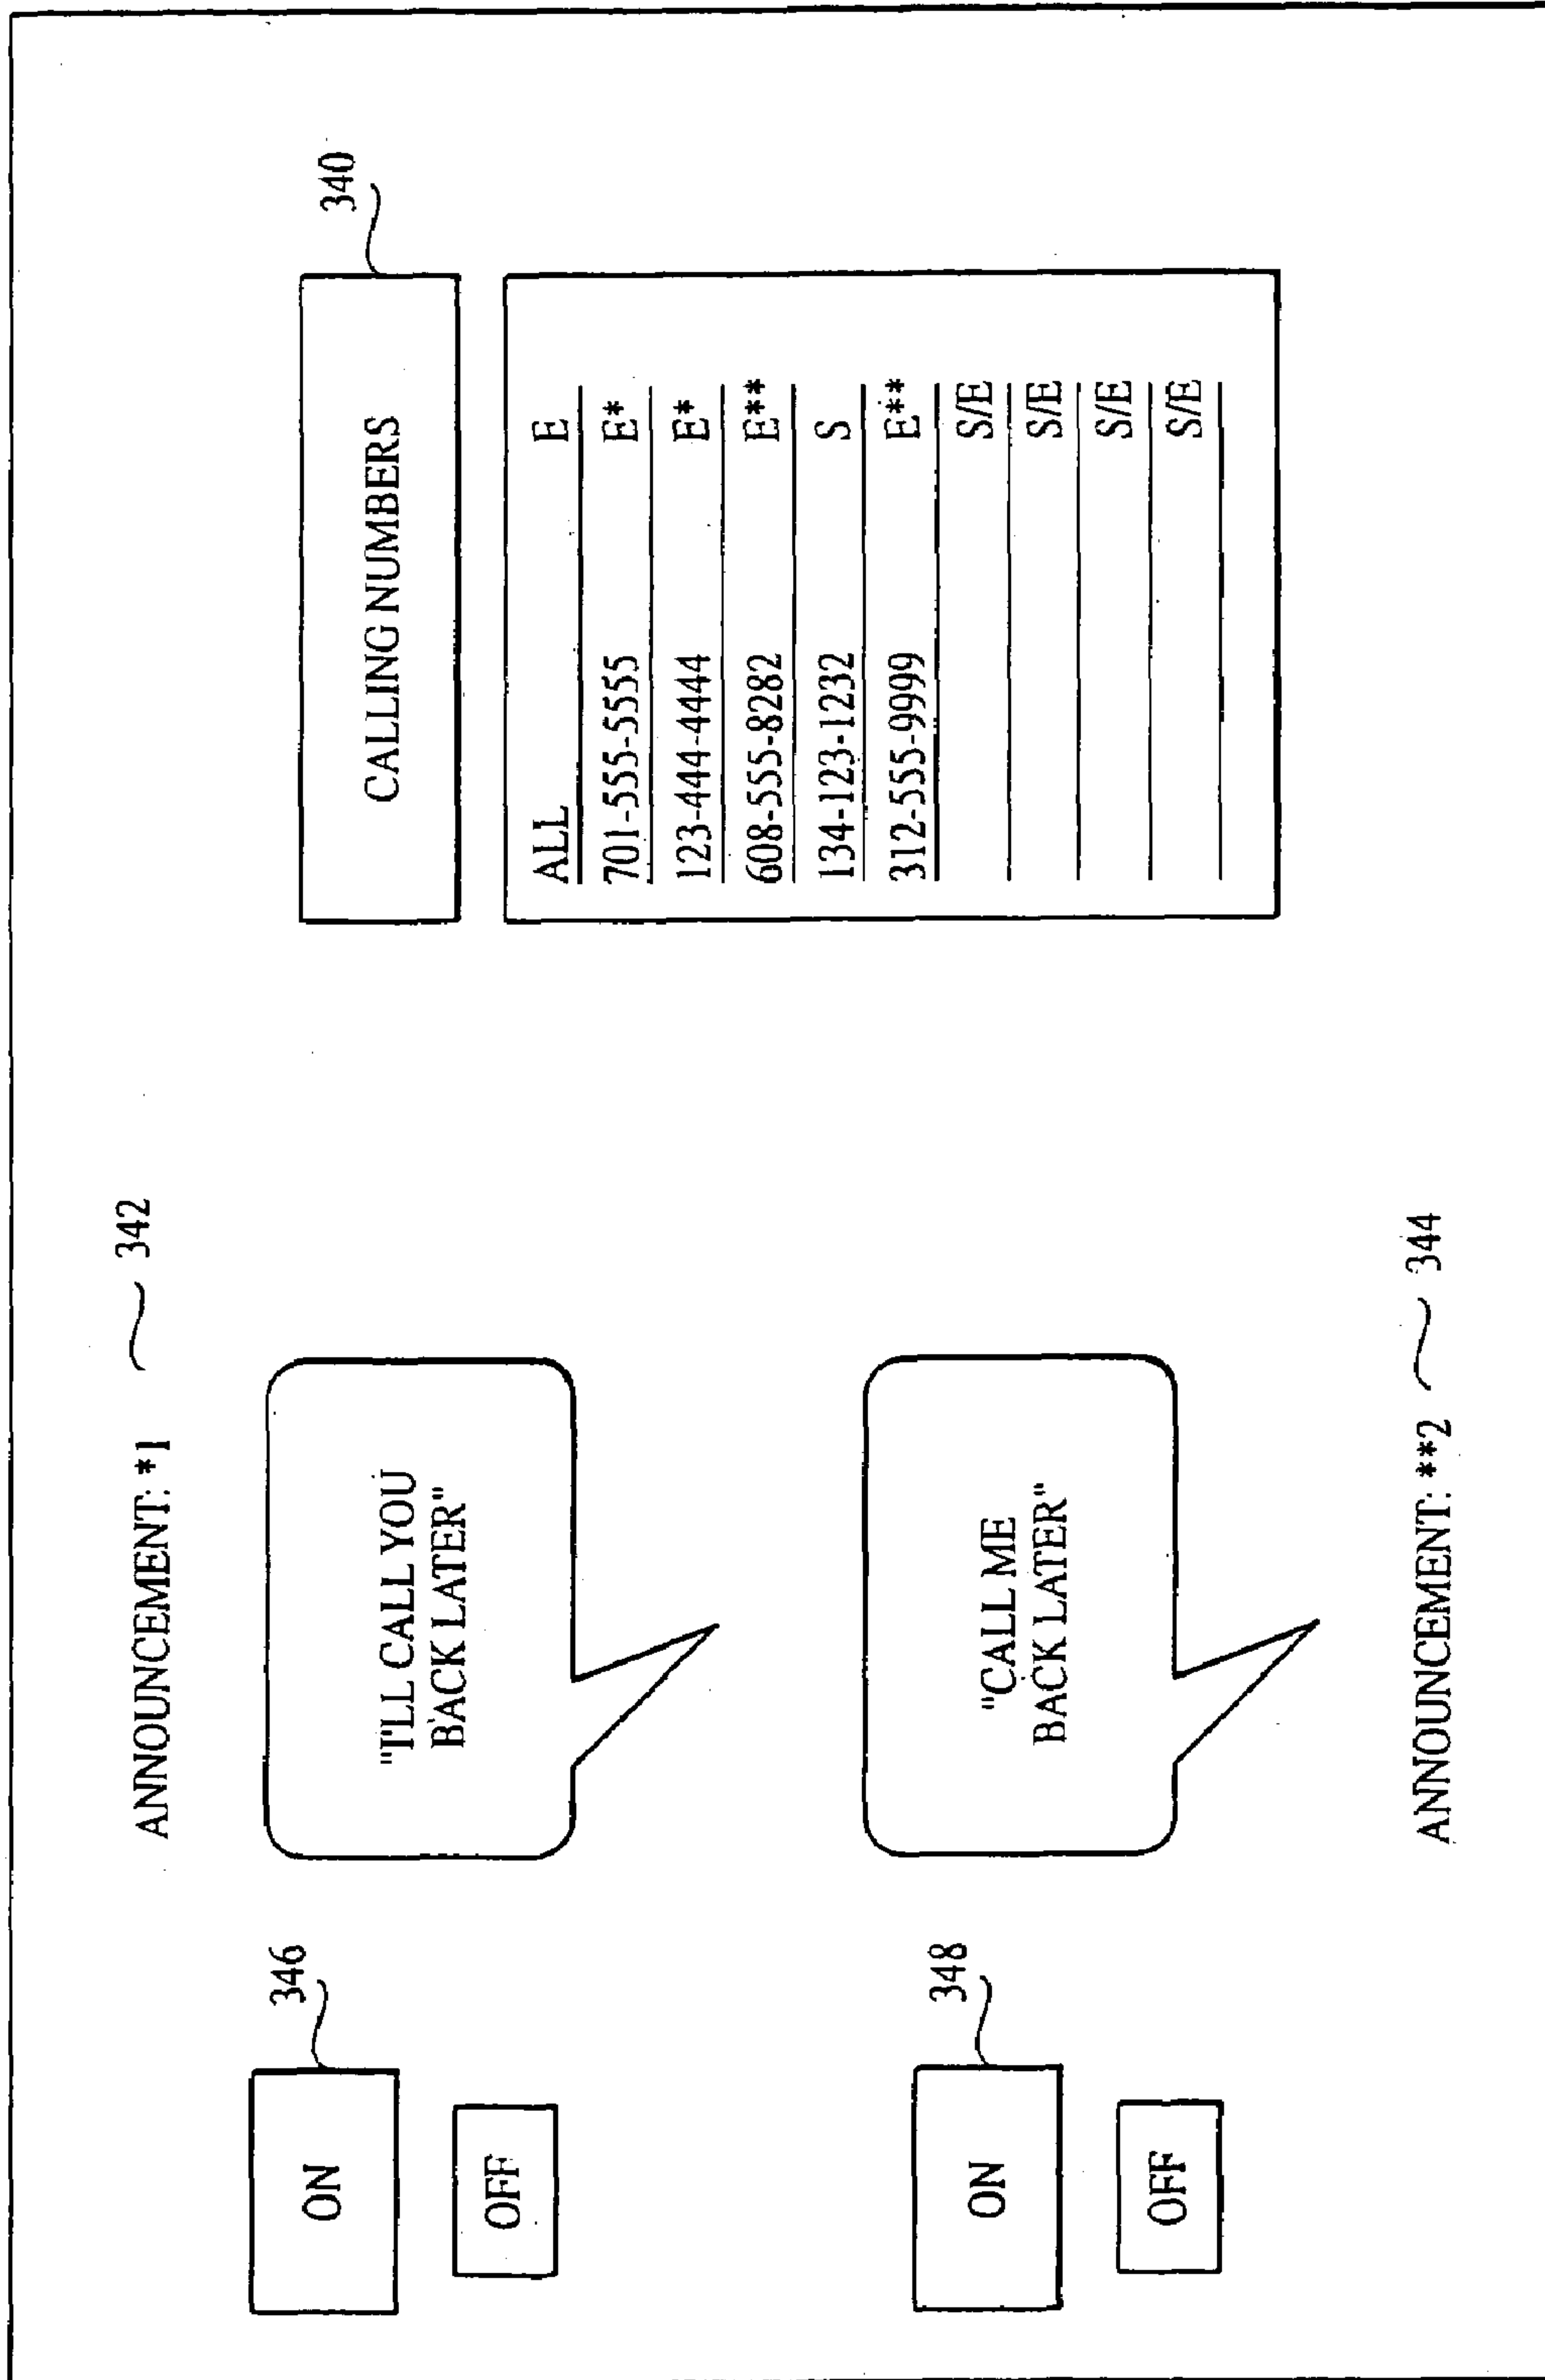 ANNOUNCEMENT: *1 342
346
ON
OFF
"I'LL CALL YOU
BACK LATER"
340
CALLING NUMBERS
ALL E
701-555-5555 E*
123-444-4444 E*
608-555-8282 E**
134-123-1232 S
312-555-9999 E**
S/E
S/E
S/E
S/E
348
ON
OFF
"CALL ME
BACK LATER"
ANNOUNCEMENT: **2 344